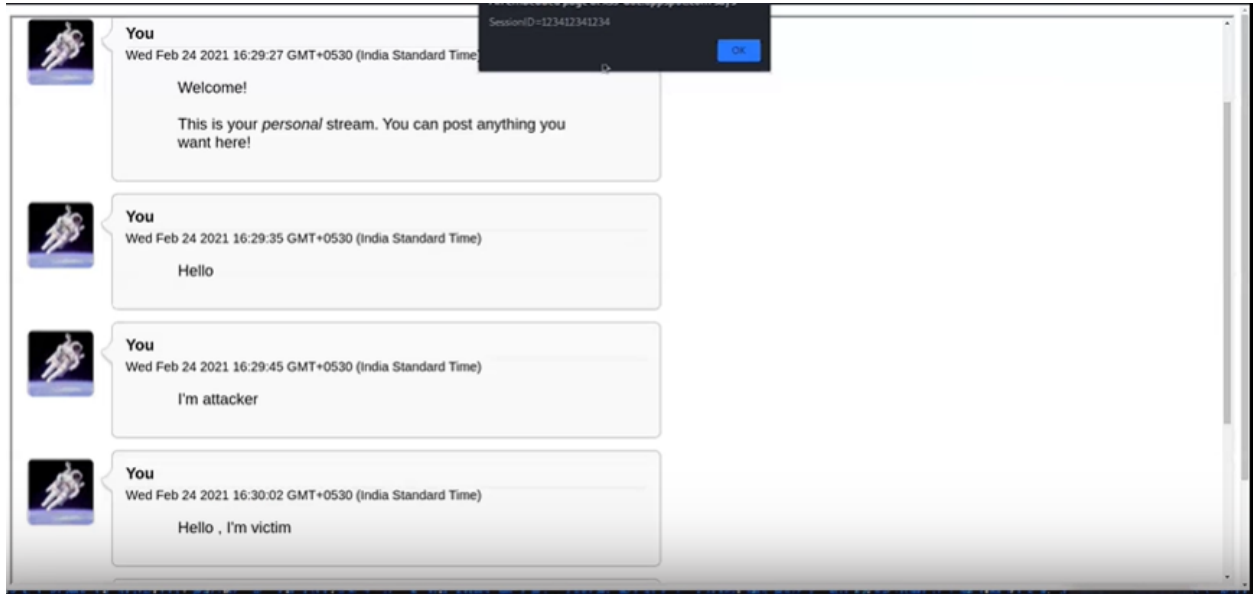 SessionID=123412341234
OK
You
Wed Feb 24 2021 16:29:27 GMT+0530 (India Standard Time
Welcome!
This is your personal stream. You can post anything you
want here!
You
Wed Feb 24 2021 16:29:35 GMT+0530 (India Standard Time)
Hello
You
Wed Feb 24 2021 16:29:45 GMT+0530 (India Standard Time)
I'm attacker
You
Wed Feb 24 2021 16:30:02 GMT+0530 (India Standard Time)
Hello , I'm victim